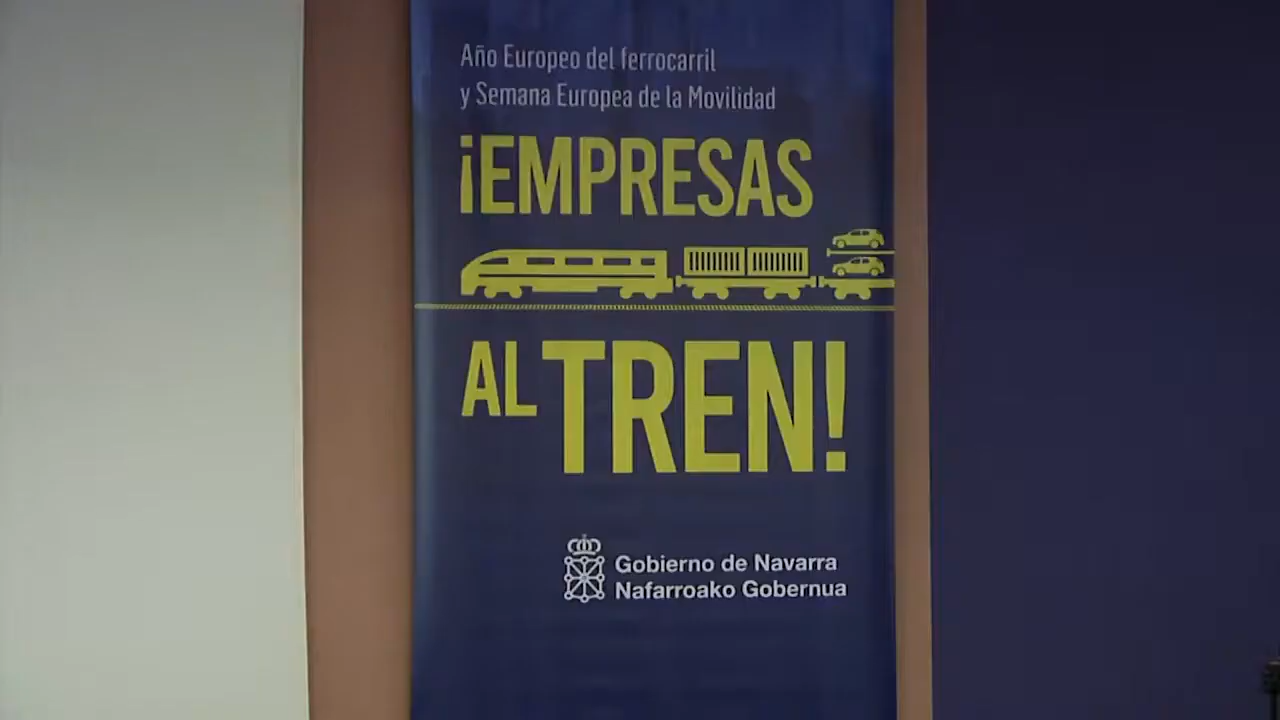 Año Europeo del ferrocarril
y Semana Europea de la Movilidad
¡EMPRESAS
AL TREN!
Gobierno de Navarra
Nafarroako Gobernua